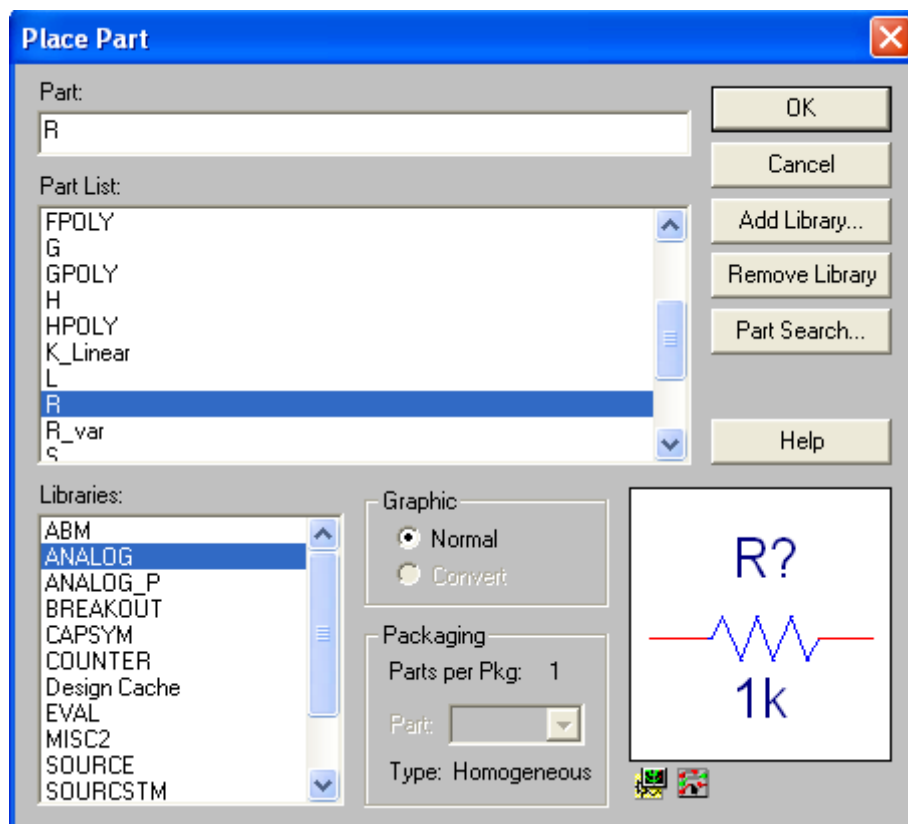 Place Part
Part:
R
OK
Cancel
Part List:
FPOLY
G
GPOLY
H
HPOLY
K_Linear
L
R
R_var
S
Add Library...
Remove Library
Part Search...
Help
Libraries:
ABM
ANALOG
ANALOG_P
BREAKOUT
CAPSYM
COUNTER
Design Cache
EVAL
MISC2
SOURCE
SOURCSTM
Graphic
Normal
Convert
Packaging
Parts per Pkg: 1
Part:
Type: Homogeneous
R?
1k